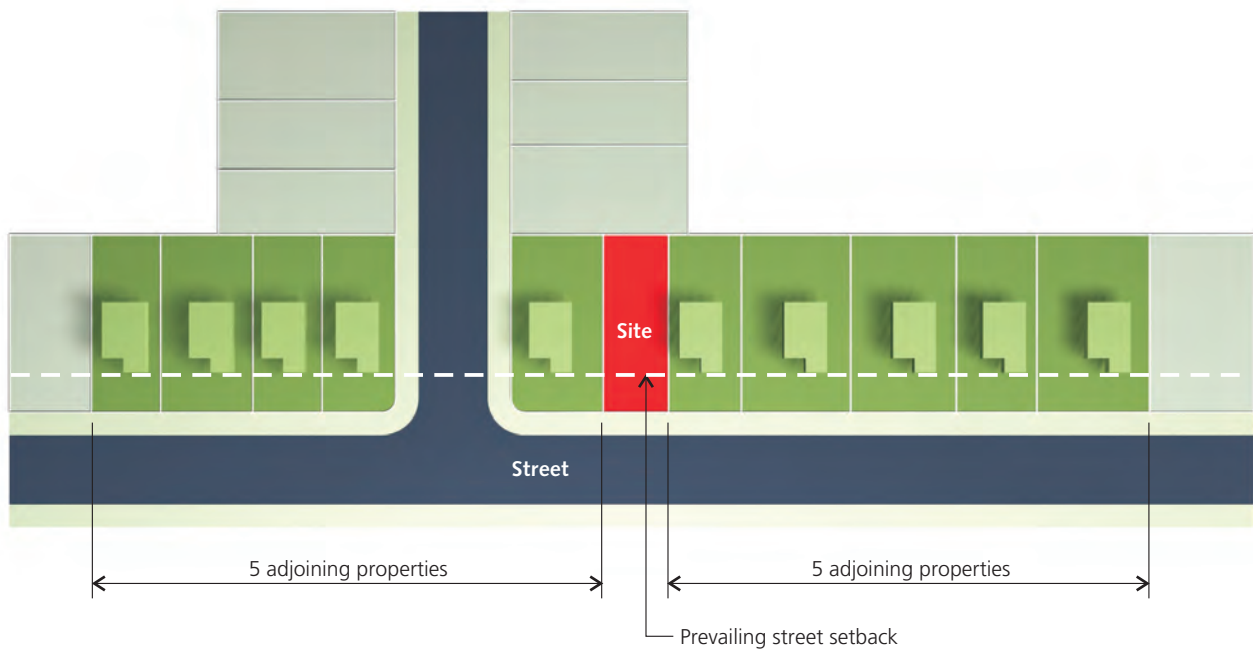 Site
Street
5 adjoining properties
5 adjoining properties
Prevailing street setback